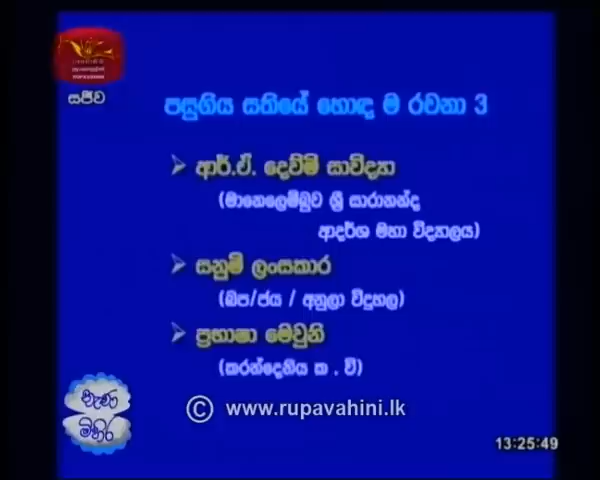 සජීව
පසුගිය සතියේ හොඳ ම රචනා 3
ආර්.ඒ. දෙව්මි සාවිද්‍යා
(මානෙලෙම්බුව ශ්‍රී සාරානන්ද
ආදර්ශ මහා විද්‍යාලය)
සනුමි ලංසකාර
(බප/ජය / අනුලා විදුහල)
ප්‍රභාෂා මෙවුනි
(කරන්දෙනිය ක . වි)
© www.rupavahini.lk
නැණ
මිහිර
13:25:49